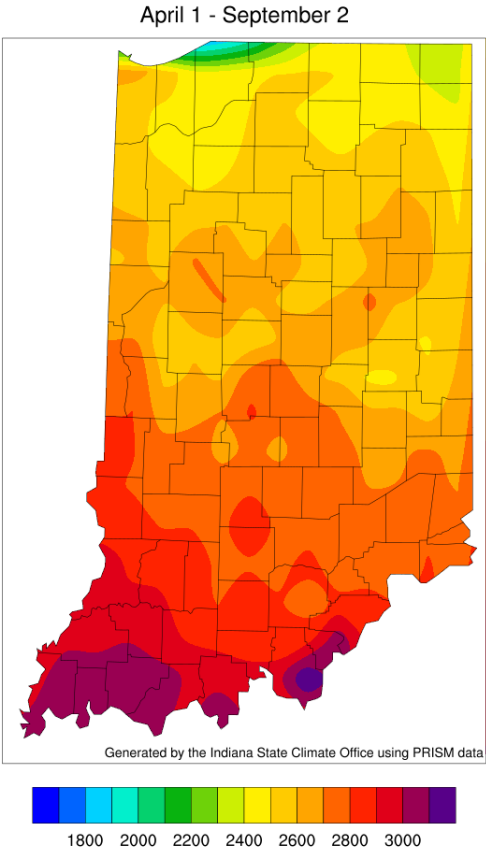 April 1 - September 2
Generated by the Indiana State Climate Office using PRISM data
1800 2000 2200 2400 2600 2800 3000